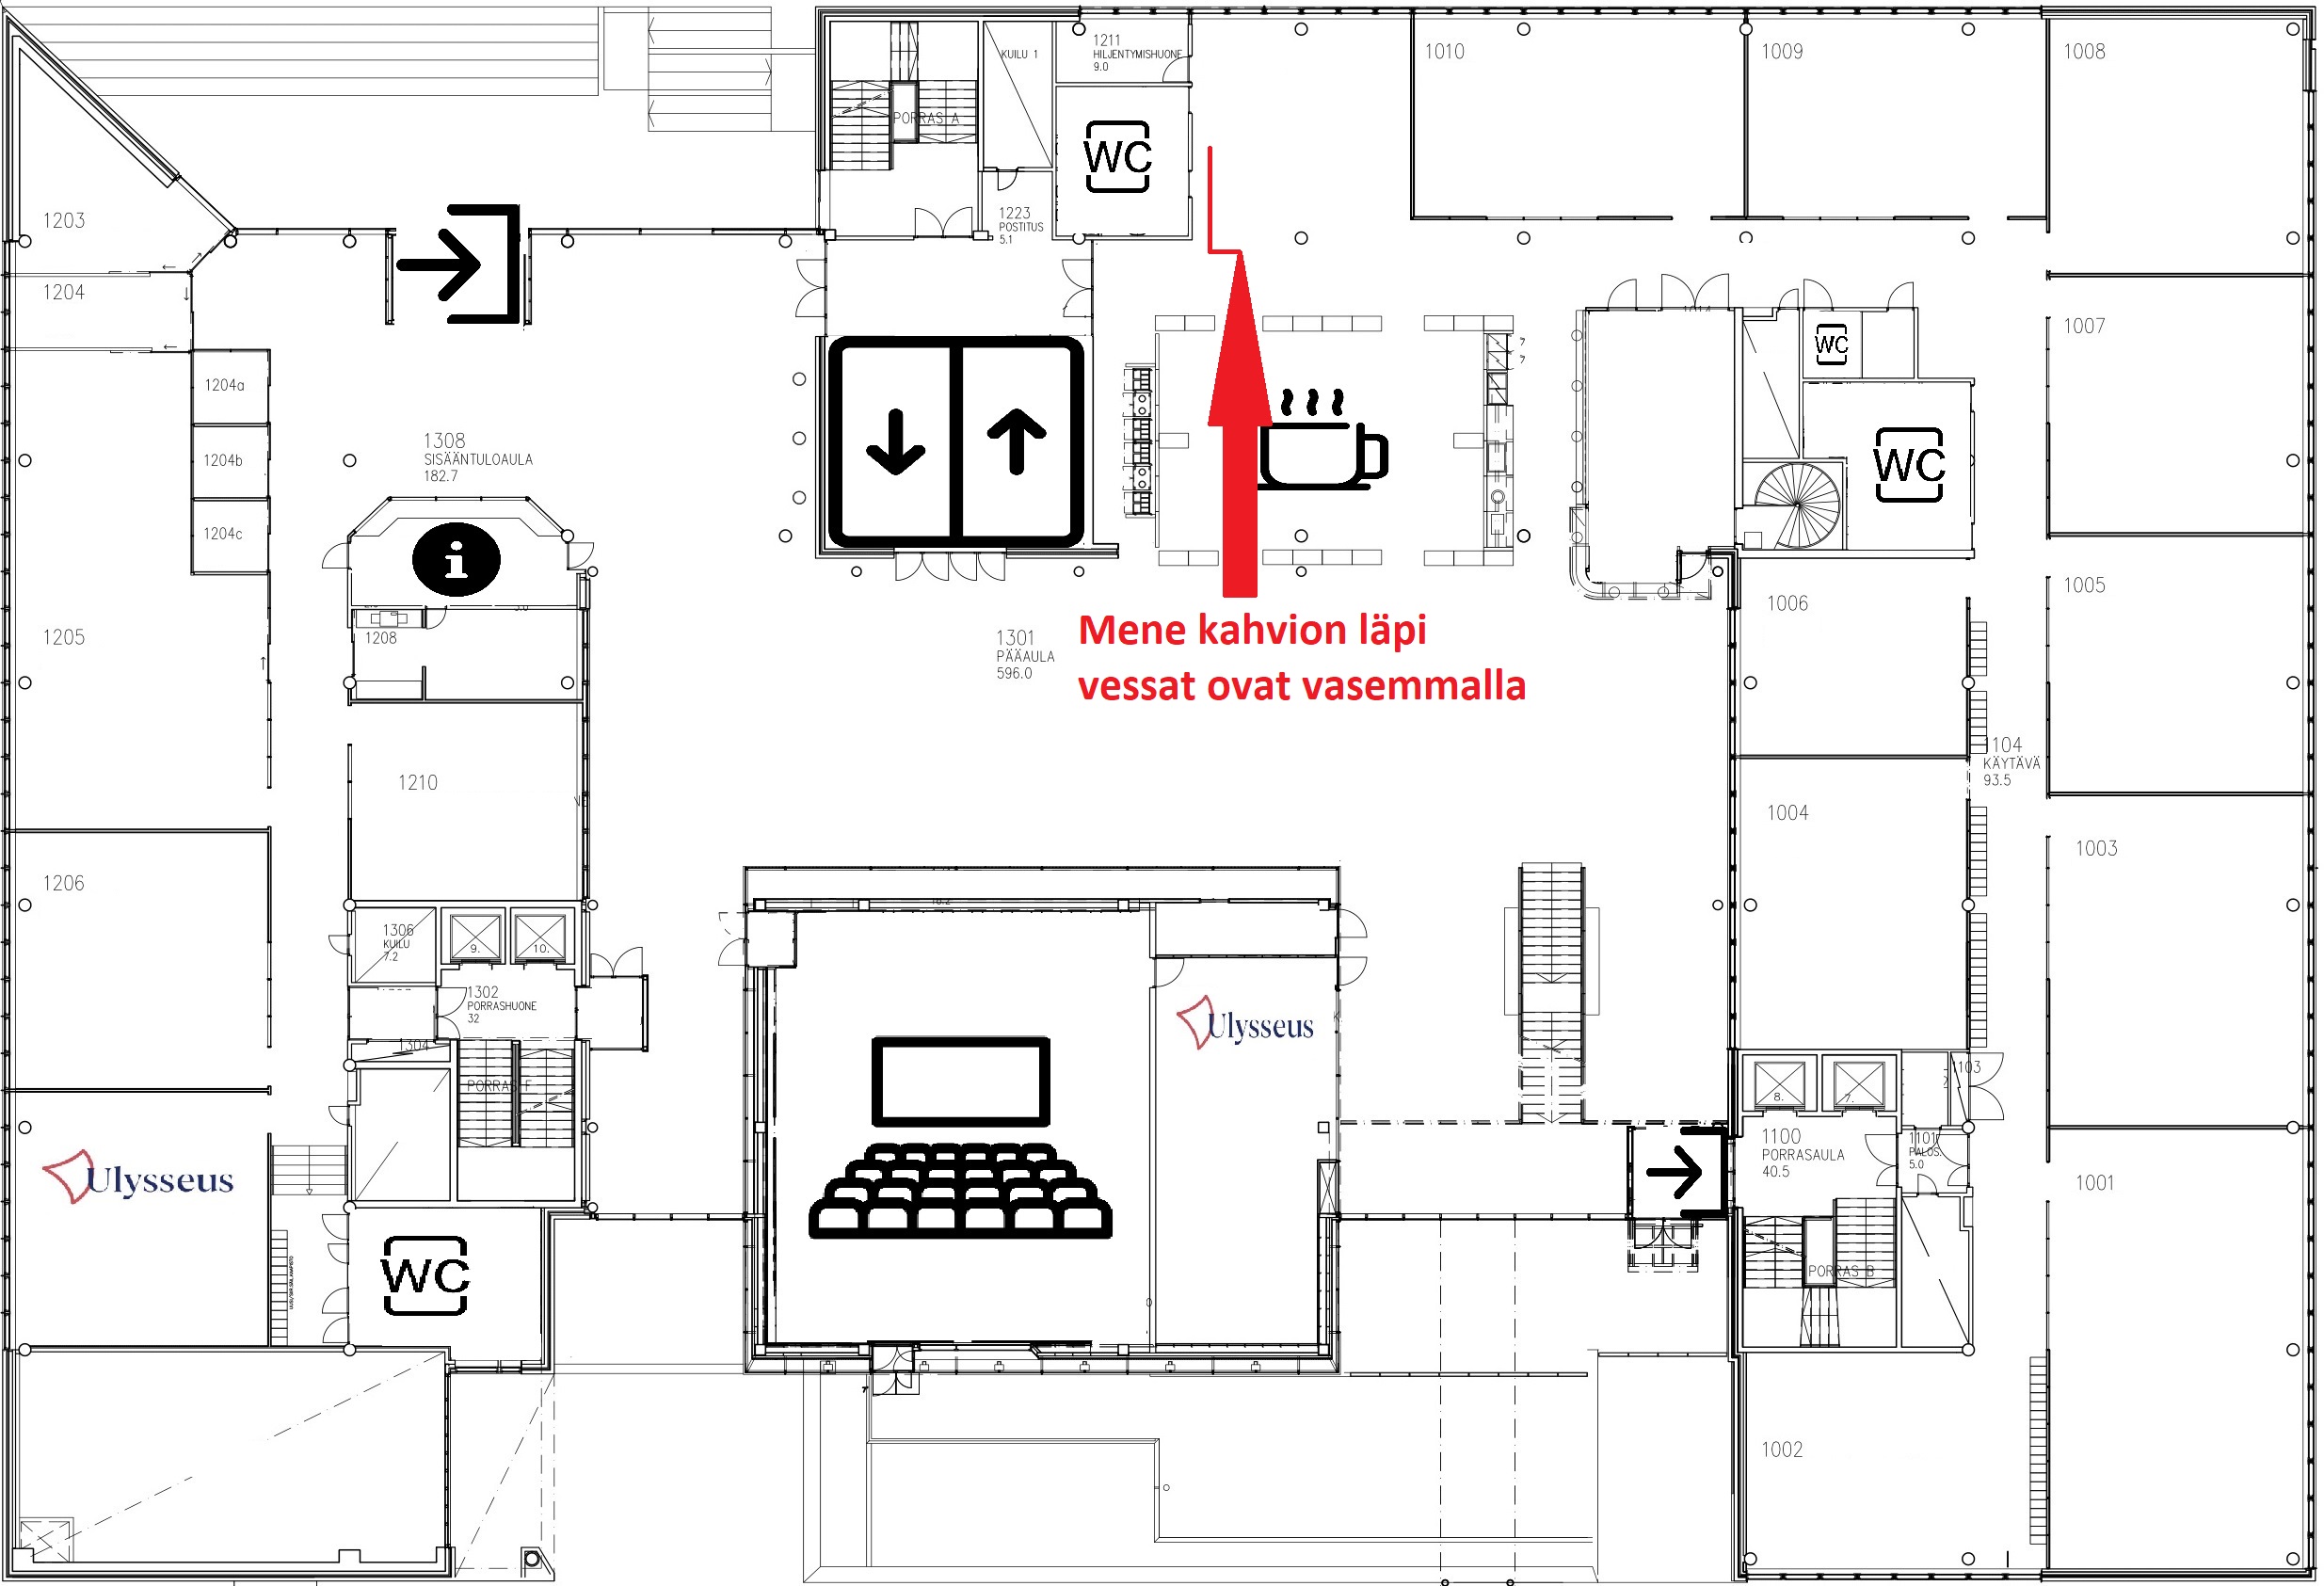 1211
HILJENTYMISHUONE
9.0
KUILU 1
1010
1009
1008
PORRAS A
WC
1203
1223
POSTITUS
5.1
1204
1007
WC
1204a
1308
SISÄÄNTULOAULA
182.7
1204b
WC
1204c
i
1005
1006
1205
1208
1301
PÄÄAULA
596.0
Mene kahvion läpi
vessat ovat vasemmalla
1104
KÄYTÄVÄ
93.5
1210
1004
1003
1206
1306
KUILU
7.2
9.
10.
1302
PORRASHUONE
32
Ulysseus
1304
PORRAS F
8.
7.
1103
1100
PORRASAULA
40.5
1101
PALOS.
5.0
Ulysseus
1001
WC
PORRAS B
1002